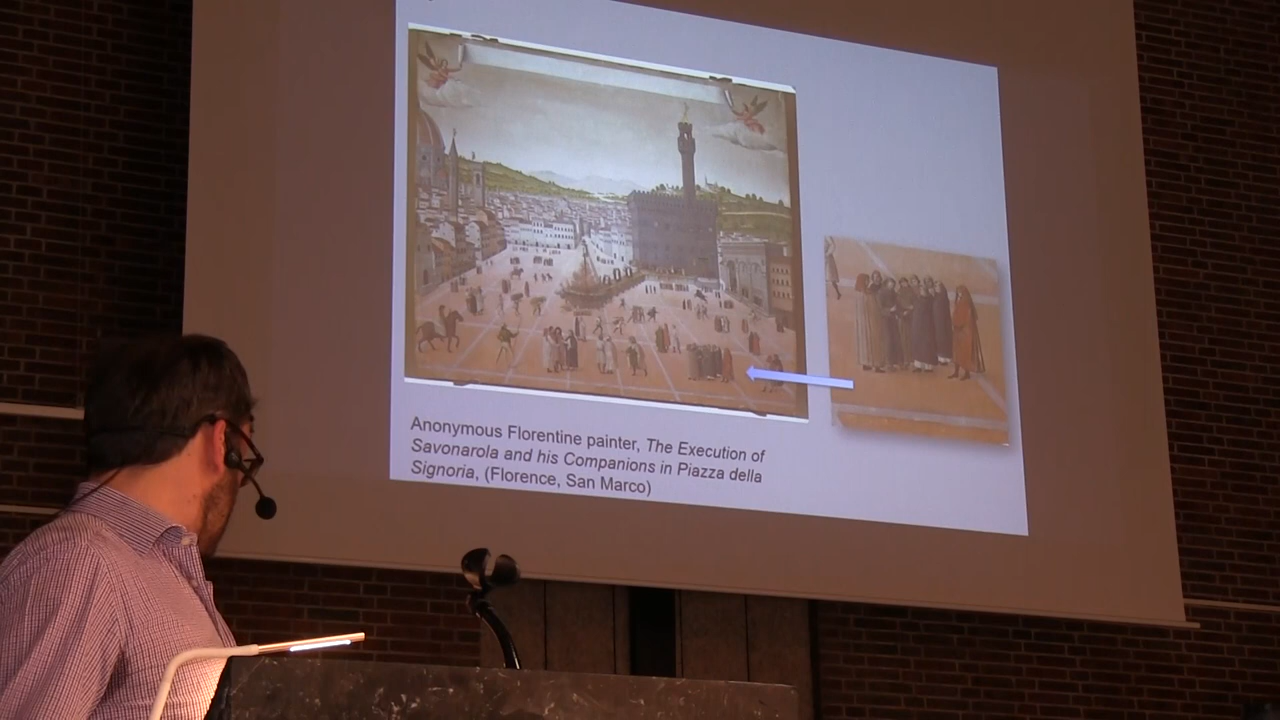 Anonymous Florentine painter, The Execution of
Savonarola and his Companions in Piazza della
Signoria, (Florence, San Marco)